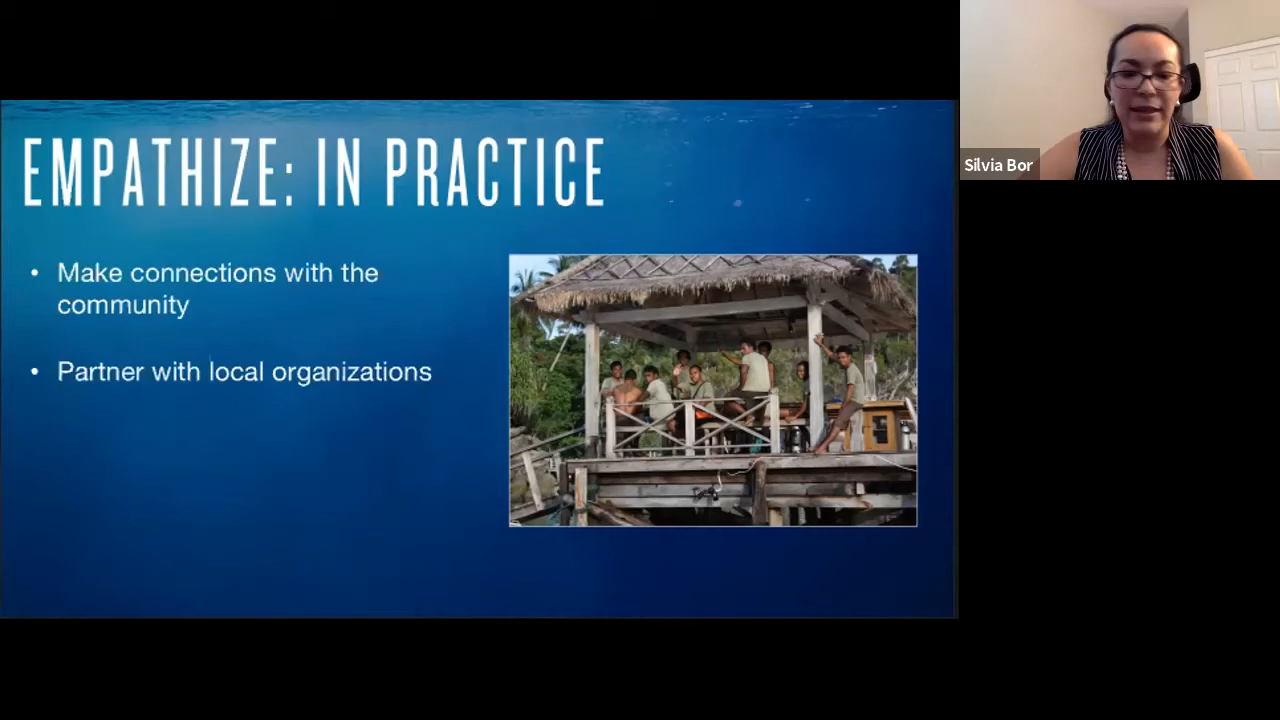 EMPATHIZE: IN PRACTICE
• Make connections with the
community
• Partner with local organizations
Silvia Bor